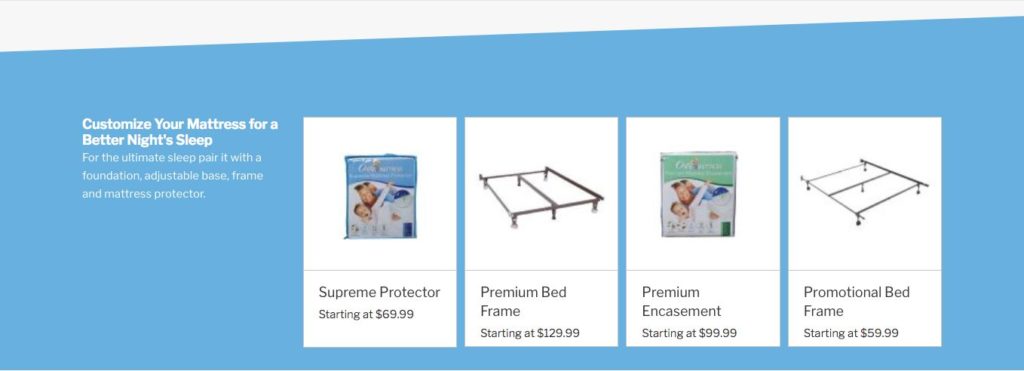 Customize Your Mattress for a
Better Night's Sleep
For the ultimate sleep pair it with a
foundation, adjustable base, frame
and mattress protector.
Supreme Protector
Starting at $69.99
Premium Bed
Frame
Starting at $129.99
Premium
Encasement
Starting at $99.99
Promotional Bed
Frame
Starting at $59.99